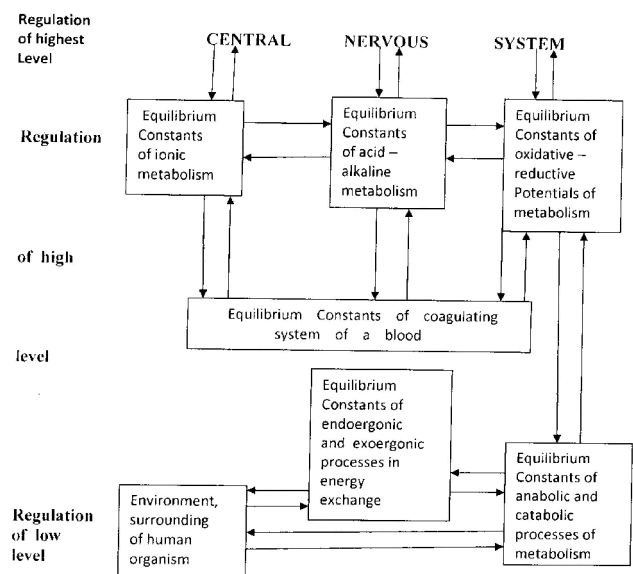 Regulation
of highest
Level
CENTRAL NERVOUS SYSTEM
Regulation
Equilibrium
Constants
of ionic
metabolism
Equilibrium
Constants
of acid –
alkaline
metabolism
Equilibrium
Constants of
oxidative –
reductive
Potentials of
metabolism
of high
Equilibrium Constants of coagulating
system of a blood
level
Equilibrium
Constants of
endoergonic
and exoergonic
processes in
energy
exchange
Equilibrium
Constants of
anabolic and
catabolic
processes of
metabolism
Regulation
of low
level
Environment,
surrounding
of human
organism